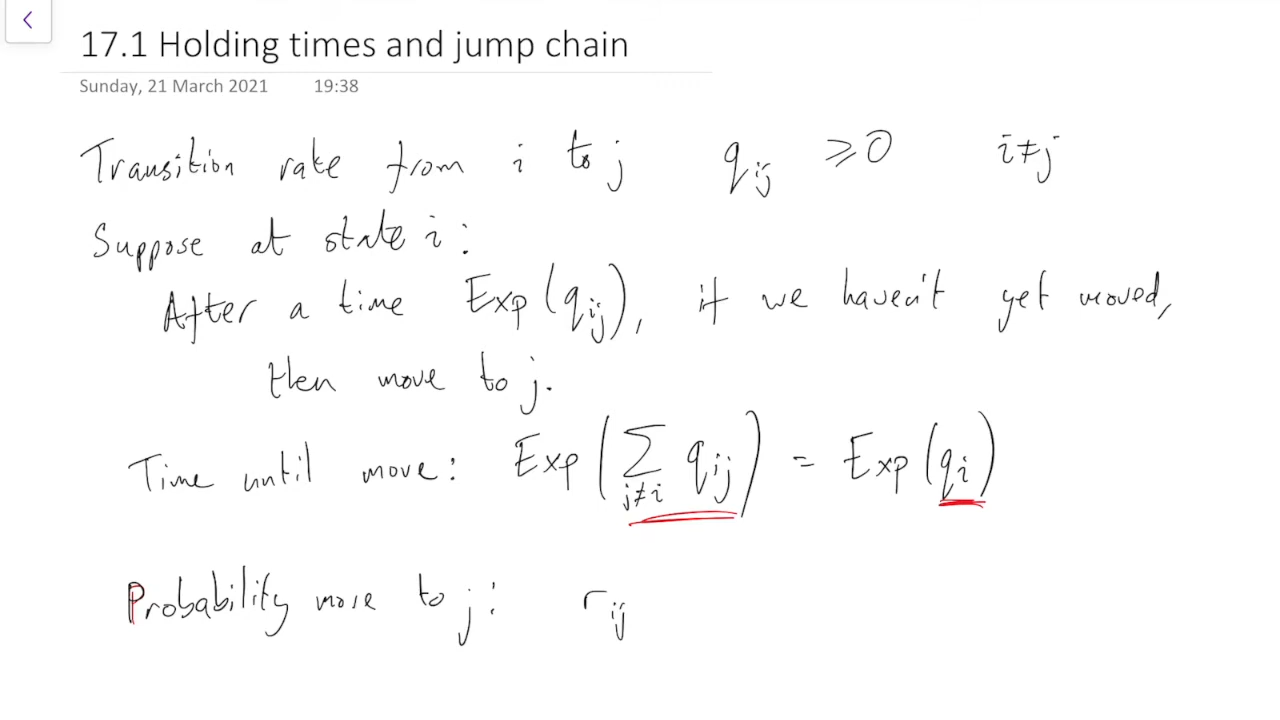 17.1 Holding times and jump chain
Sunday, 21 March 2021 19:38
Transition rate from i to j q_ij ⩾0 i≠j
Suppose at state i:
After a time Exp(q_ij), if we haven't yet moved,
then move to j.
Time until move: Exp(∑_{j≠i} q_ij) = Exp(q_i)
Probability move to j: r_ij